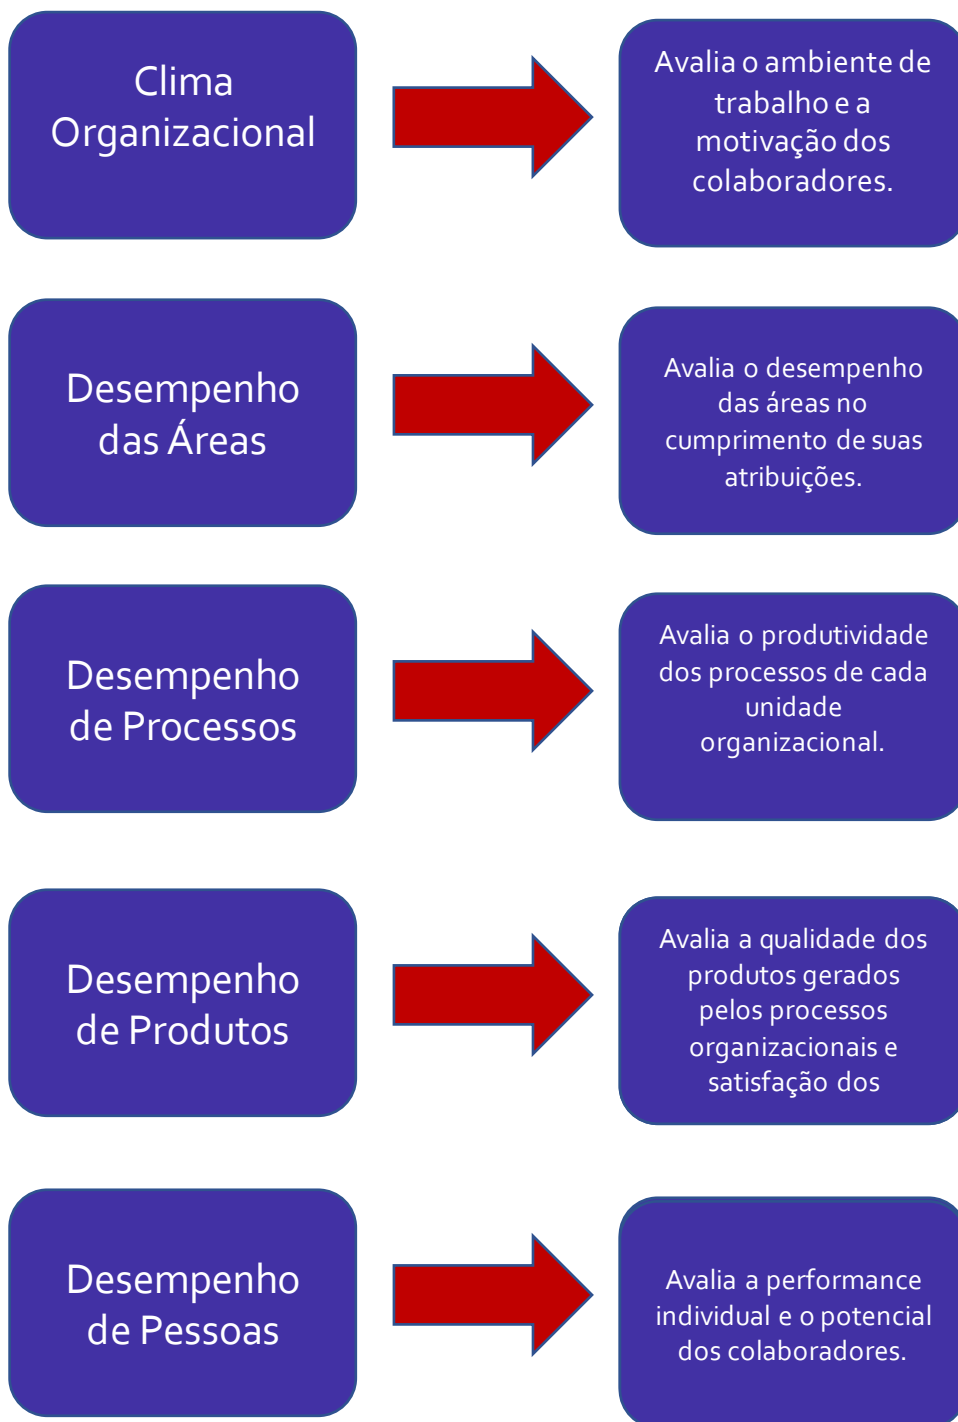 Clima
Organizacional
Avalia o ambiente de
trabalho e a
motivação dos
colaboradores.
Desempenho
das Áreas
Avalia o desempenho
das áreas no
cumprimento de suas
atribuições.
Desempenho
de Processos
Avalia o produtividade
dos processos de cada
unidade
organizacional.
Desempenho
de Produtos
Avalia a qualidade dos
produtos gerados
pelos processos
organizacionais e
satisfação dos
Desempenho
de Pessoas
Avalia a performance
individual e o potencial
dos colaboradores.